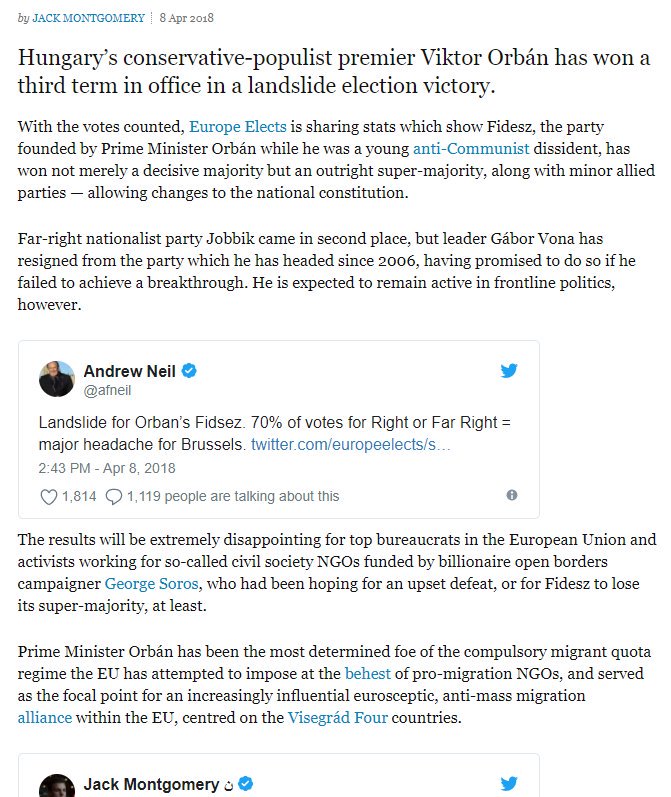 by JACK MONTGOMERY | 8 Apr 2018
Hungary’s conservative-populist premier Viktor Orbán has won a
third term in office in a landslide election victory.
With the votes counted, Europe Elects is sharing stats which show Fidesz, the party
founded by Prime Minister Orbán while he was a young anti-Communist dissident, has
won not merely a decisive majority but an outright super-majority, along with minor allied
parties — allowing changes to the national constitution.
Far-right nationalist party Jobbik came in second place, but leader Gábor Vona has
resigned from the party which he has headed since 2006, having promised to do so if he
failed to achieve a breakthrough. He is expected to remain active in frontline politics,
however.
Andrew Neil
@afneil
Landslide for Orban’s Fidsez. 70% of votes for Right or Far Right =
major headache for Brussels. twitter.com/europeelects/s…
2:43 PM - Apr 8, 2018
1,814 1,119 people are talking about this
The results will be extremely disappointing for top bureaucrats in the European Union and
activists working for so-called civil society NGOs funded by billionaire open borders
campaigner George Soros, who had been hoping for an upset defeat, or for Fidesz to lose
its super-majority, at least.
Prime Minister Orbán has been the most determined foe of the compulsory migrant quota
regime the EU has attempted to impose at the behest of pro-migration NGOs, and served
as the focal point for an increasingly influential eurosceptic, anti-mass migration
alliance within the EU, centred on the Visegrád Four countries.
Jack Montgomery ن